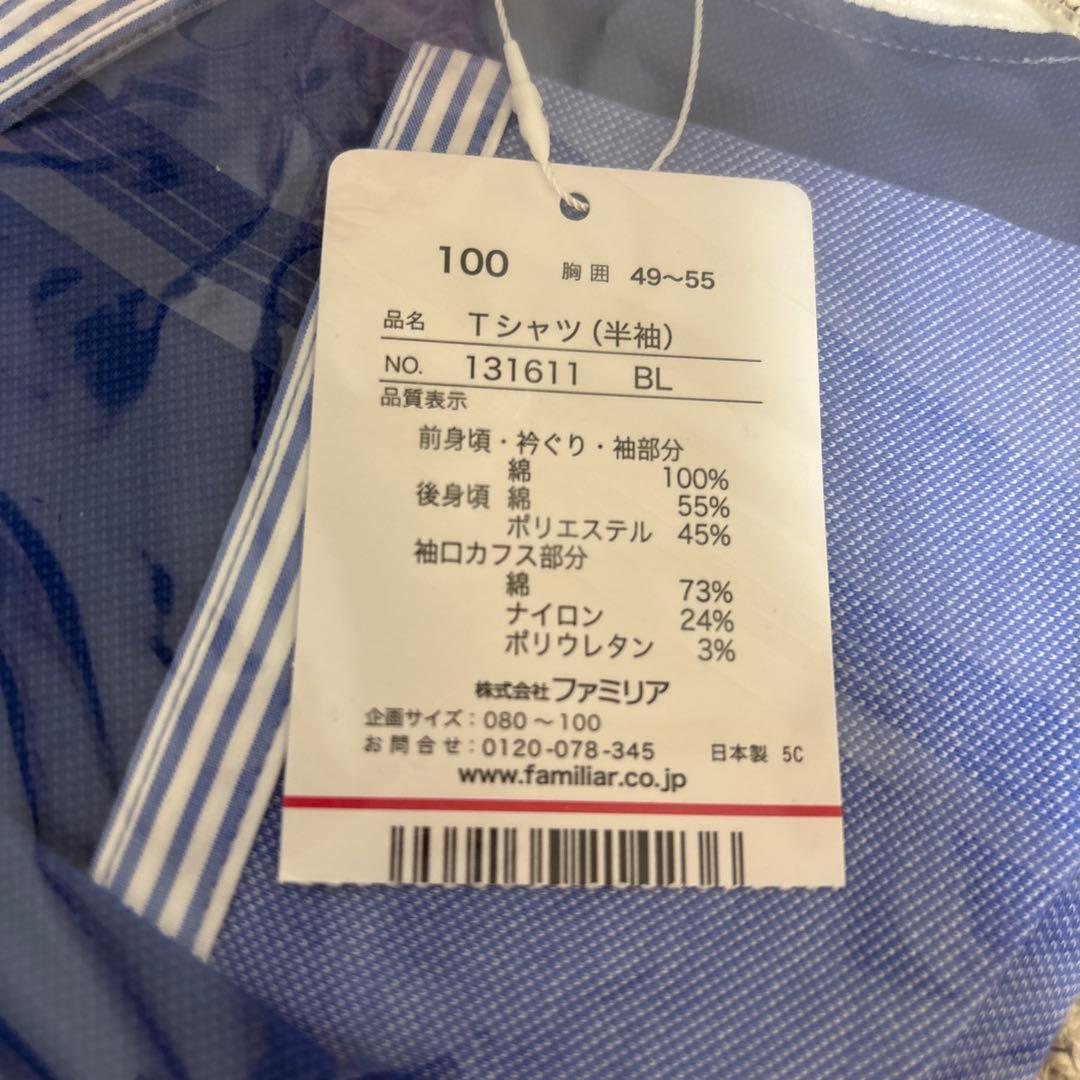 100 胸囲 49〜55
品名 Tシャツ(半袖)
NO. 131611 BL
品質表示
前身頃・衿ぐり・袖部分
綿 100%
後身頃 綿 55%
ポリエステル 45%
袖口カフス部分
綿 73%
ナイロン 24%
ポリウレタン 3%
株式会社ファミリア
企画サイズ:080〜100
お問合せ:0120-078-345 日本製 5C
www.familiar.co.jp